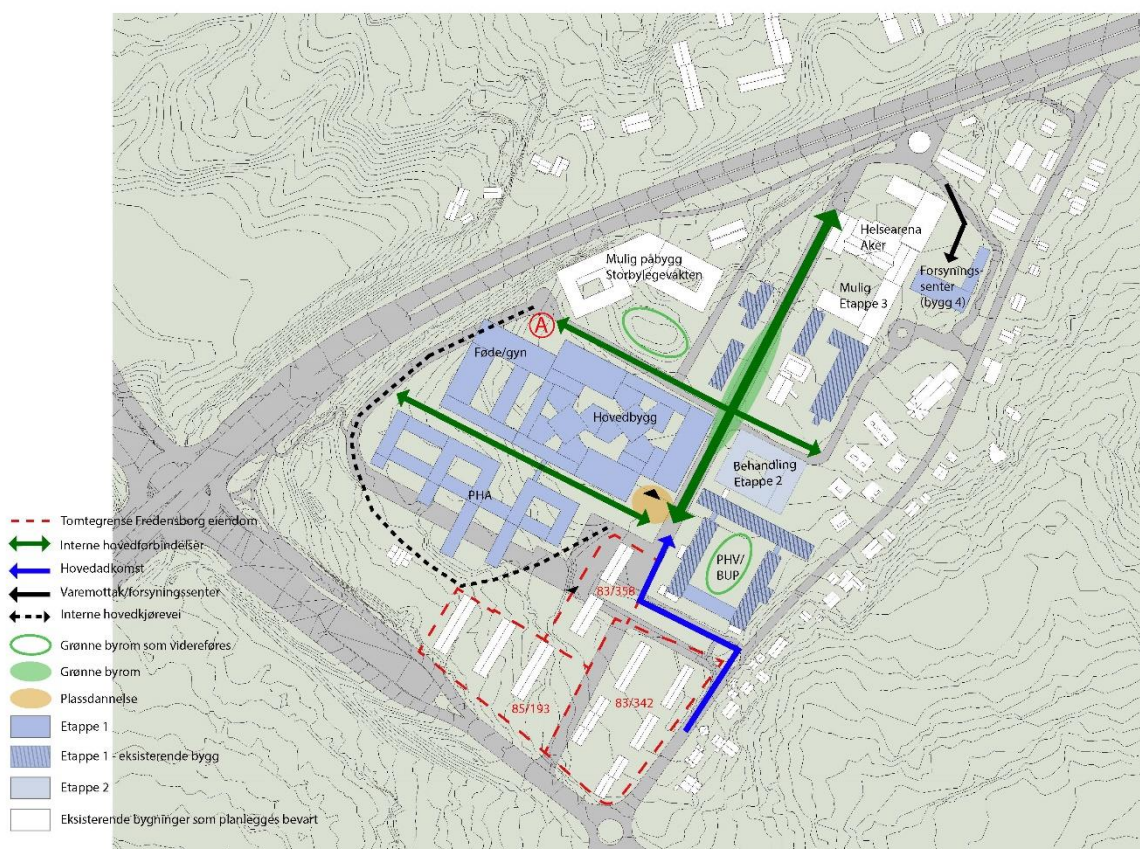 Helsearena
Aker
Mulig påbygg
Storbylegevakten
Forsynings-
senter
(bygg 4)
Mulig
Etappe 3
A
Føde/gyn
Hovedbygg
Behandling
Etappe 2
PHA
PHV/
BUP
83/358
85/193
83/342
Tomtegrense Fredensborg eiendom
Interne hovedforbindelser
Hovedadkomst
Varemottak/forsyningssenter
Interne hovedkjørevei
Grønne byrom som videreføres
Grønne byrom
Plassdannelse
Etappe 1
Etappe 1 - eksisterende bygg
Etappe 2
Eksisterende bygninger som planlegges bevart